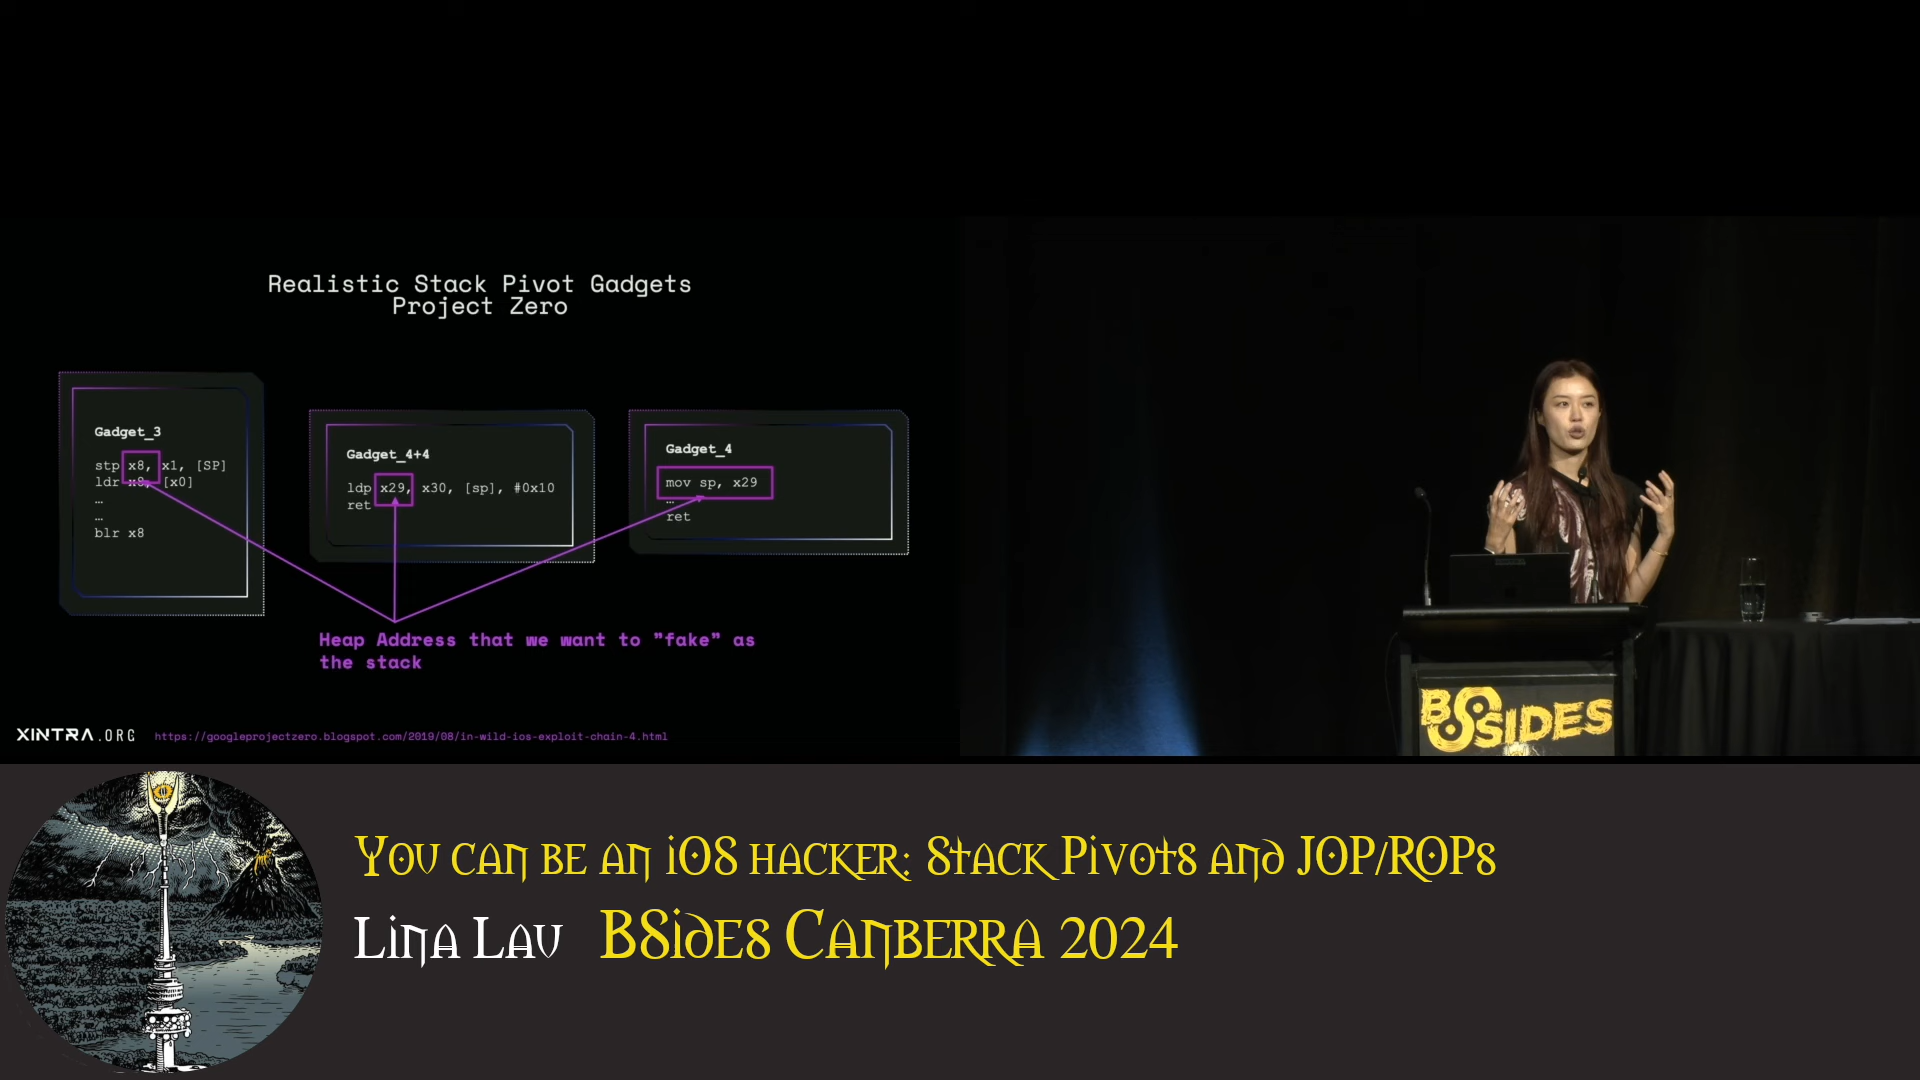 Realistic Stack Pivot Gadgets
Project Zero
Gadget_3
stp x8, x1, [SP]
ldr x8, [x0]
…
…
blr x8
Gadget_4+4
ldp x29, x30, [sp], #0x10
ret
Gadget_4
mov sp, x29
…
ret
Heap Address that we want to "fake" as
the stack
XINTRA.ORG
https://googleprojectzero.blogspot.com/2019/08/in-wild-ios-exploit-chain-4.html
BSIDES
You can be an iOS hacker: Stack Pivots and JOP/ROPs
Lina Lau BSides Canberra 2024